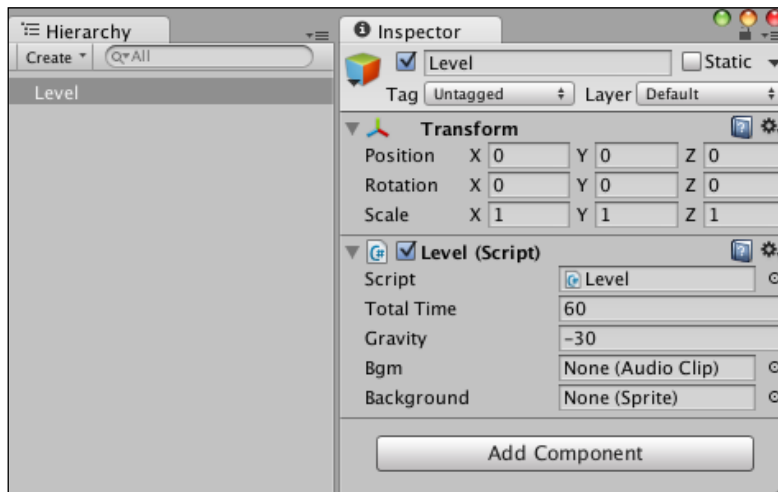 Hierarchy
Create All
Level
Inspector
Level Static
Tag Untagged Layer Default
Transform
Position X 0 Y 0 Z 0
Rotation X 0 Y 0 Z 0
Scale X 1 Y 1 Z 1
Level (Script)
Script Level
Total Time 60
Gravity -30
Bgm None (Audio Clip)
Background None (Sprite)
Add Component